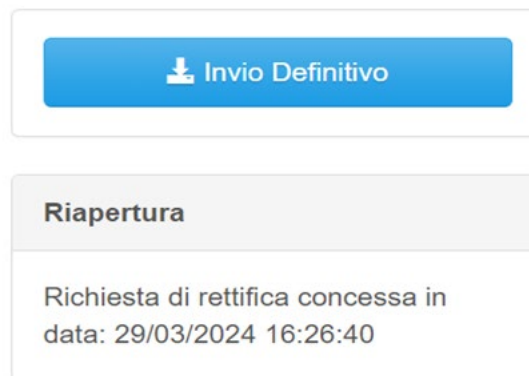 Invio Definitivo
Riapertura
Richiesta di rettifica concessa in
data: 29/03/2024 16:26:40